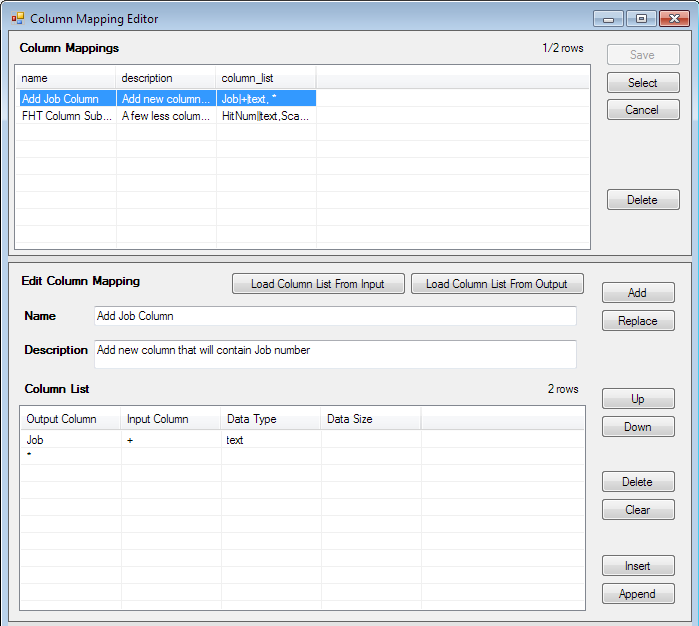 Column Mapping Editor
Column Mappings 1/2 rows
Save
name description column_list
Select
Add Job Column Add new column... Job|+|text, *
Cancel
FHT Column Sub... A few less colum... HitNum||text,Sca...
Delete
Edit Column Mapping Load Column List From Input Load Column List From Output
Add
Name Add Job Column
Replace
Description Add new column that will contain Job number
Column List 2 rows
Up
Output Column Input Column Data Type Data Size
Down
Job + text
*
Delete
Clear
Insert
Append